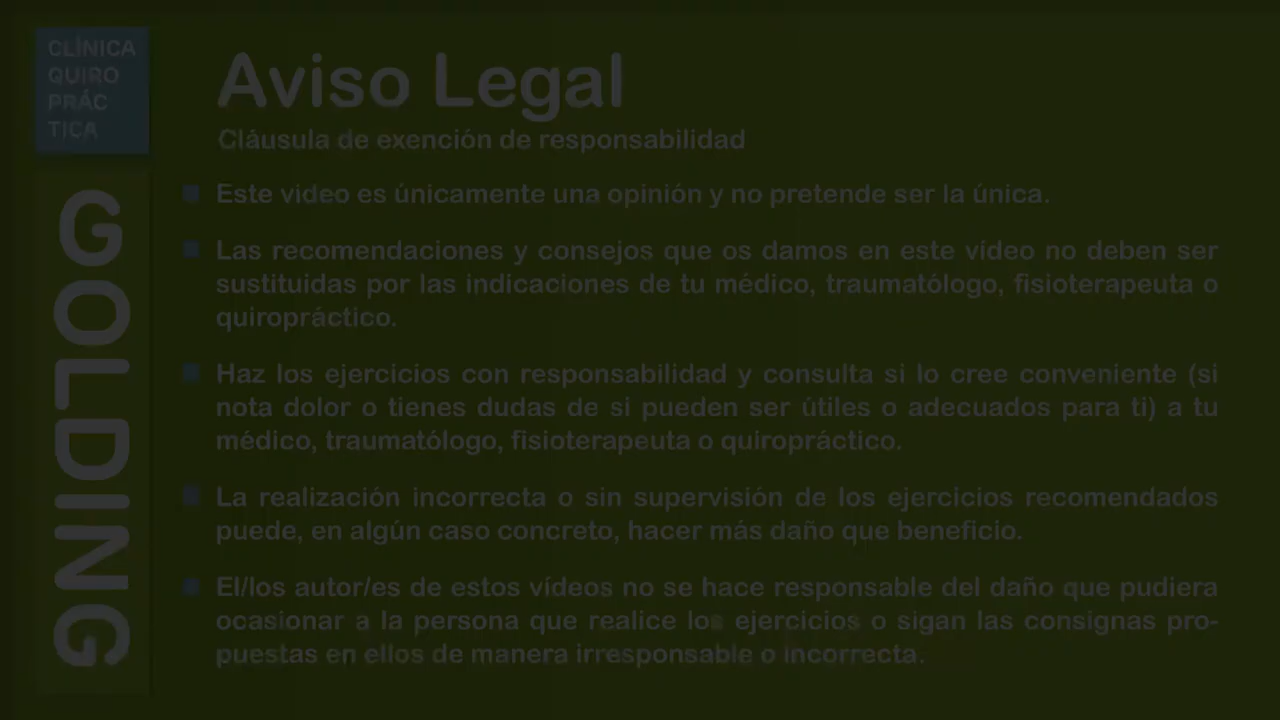 CLÍNICA
QUIRO
PRÁC
TICA
GOLDING
Aviso Legal
Cláusula de exención de responsabilidad
Este video es únicamente una opinión y no pretende ser la única.
Las recomendaciones y consejos que os damos en este vídeo no deben ser
sustituidas por las indicaciones de tu médico, traumatólogo, fisioterapeuta o
quiropráctico.
Haz los ejercicios con responsabilidad y consulta si lo cree conveniente (si
nota dolor o tienes dudas de si pueden ser útiles o adecuados para ti) a tu
médico, traumatólogo, fisioterapeuta o quiropráctico.
La realización incorrecta o sin supervisión de los ejercicios recomendados
puede, en algún caso concreto, hacer más daño que beneficio.
El/los autor/es de estos vídeos no se hace responsable del daño que pudiera
ocasionar a la persona que realice los ejercicios o sigan las consignas pro-
puestas en ellos de manera irresponsable o incorrecta.